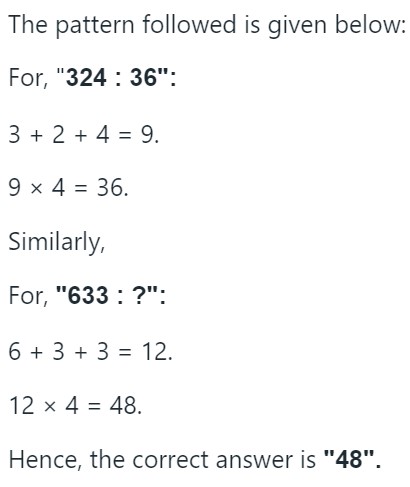 The pattern followed is given below:
For, "324 : 36":
3 + 2 + 4 = 9.
9 × 4 = 36.
Similarly,
For, "633 : ?":
6 + 3 + 3 = 12.
12 × 4 = 48.
Hence, the correct answer is "48".